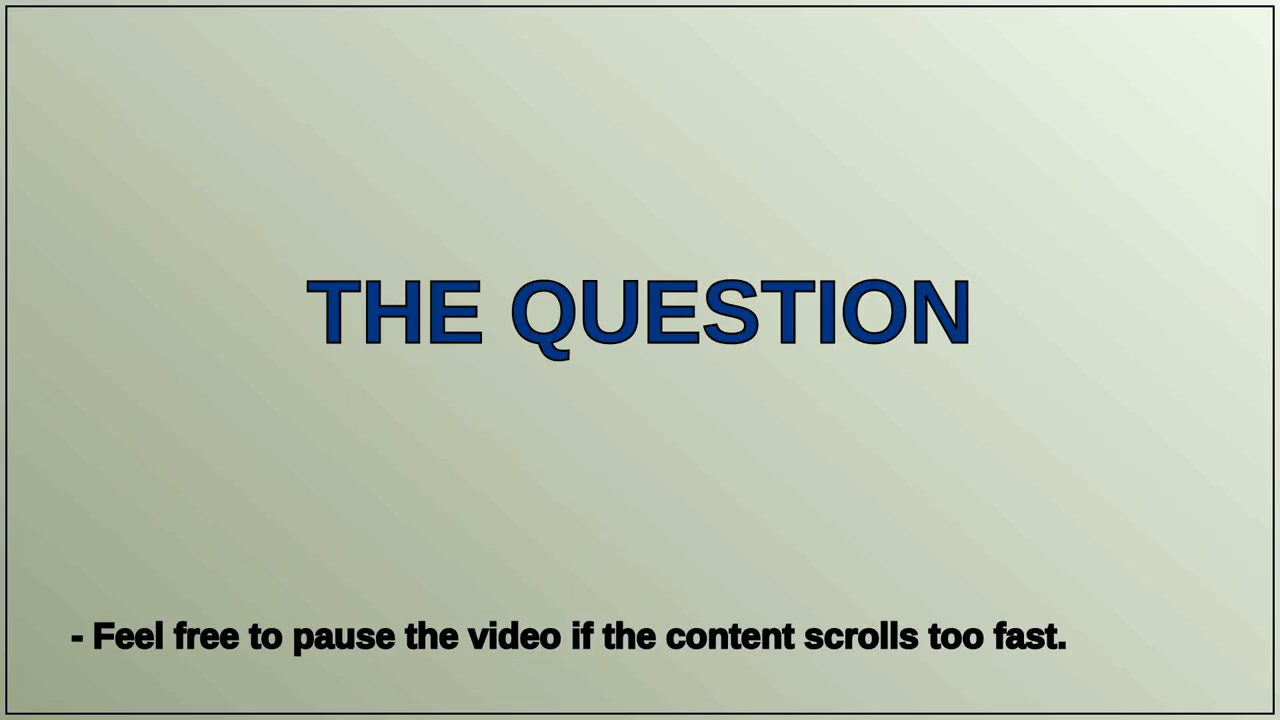 THE QUESTION
- Feel free to pause the video if the content scrolls too fast.